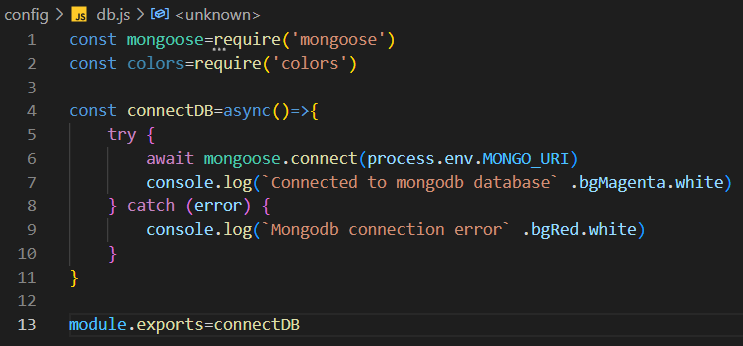 config > JS db.js > <unknown>
1 const mongoose=require('mongoose')
2 const colors=require('colors')
3
4 const connectDB=async()=>{
5     try {
6         await mongoose.connect(process.env.MONGO_URI)
7         console.log(`Connected to mongodb database` .bgMagenta.white)
8     } catch (error) {
9         console.log(`Mongodb connection error` .bgRed.white)
10     }
11 }
12
13 module.exports=connectDB